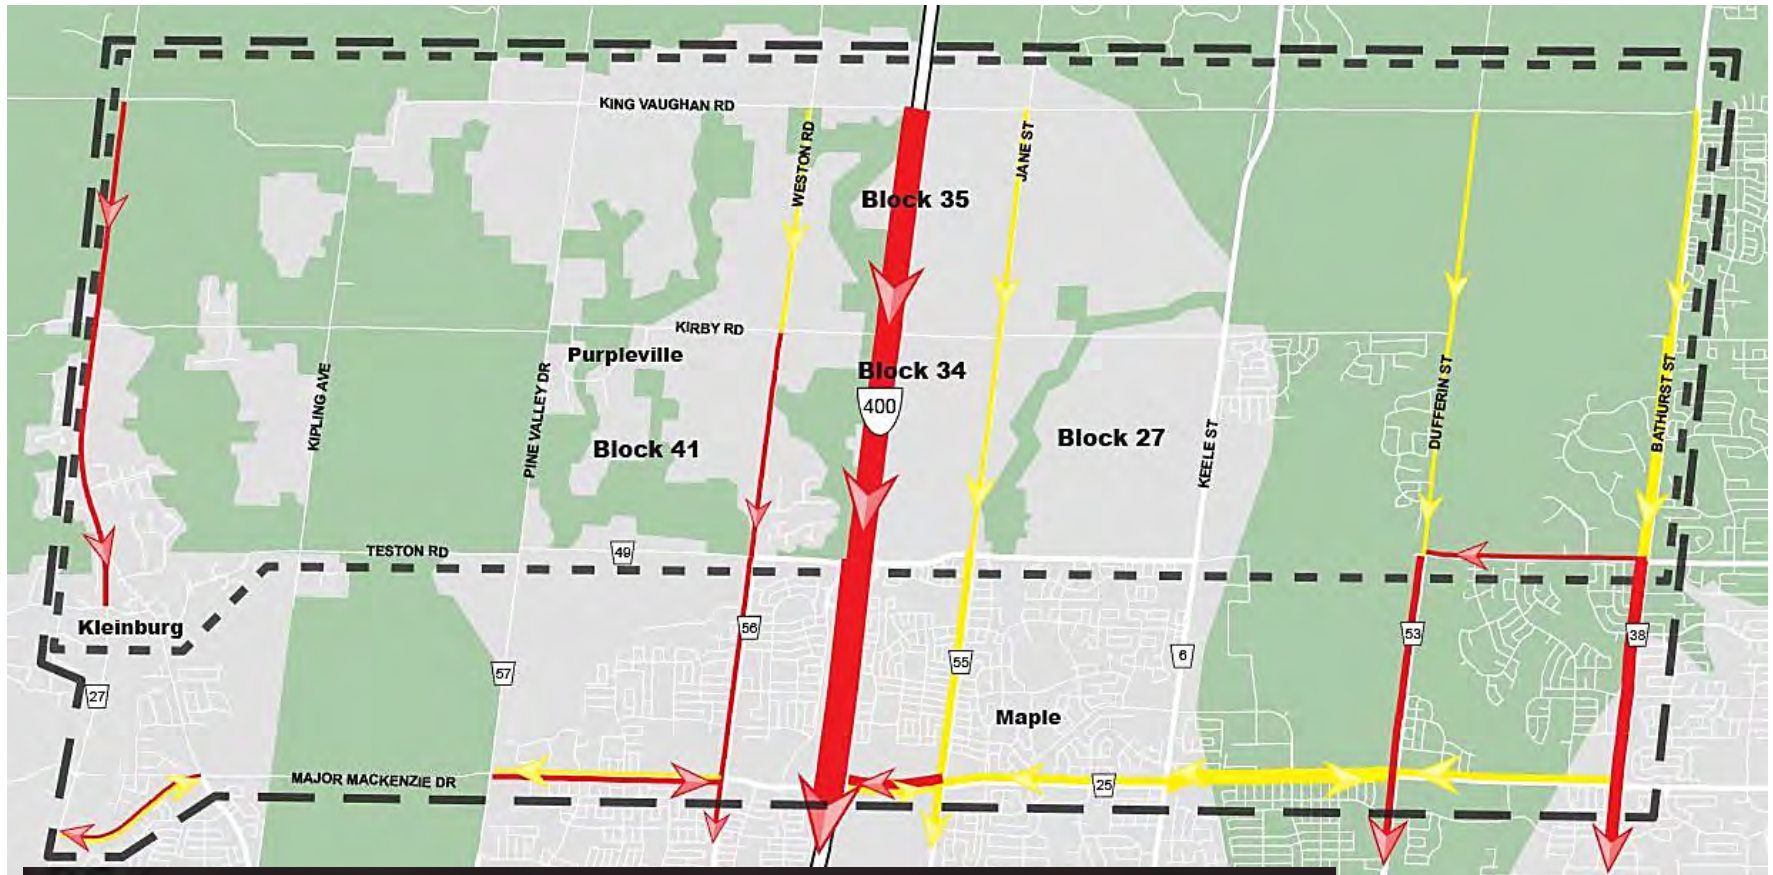 KING VAUGHAN RD
WESTON RD
JANE ST
Block 35
KIRBY RD
Purpleville
Block 34
400
KIPLING AVE
PINE VALLEY DR
Block 41
Block 27
KEELE ST
DUFFERIN ST
BATHURST ST
TESTON RD
49
Kleinburg
56
53
38
55
6
57
27
Maple
MAJOR MACKENZIE DR
25